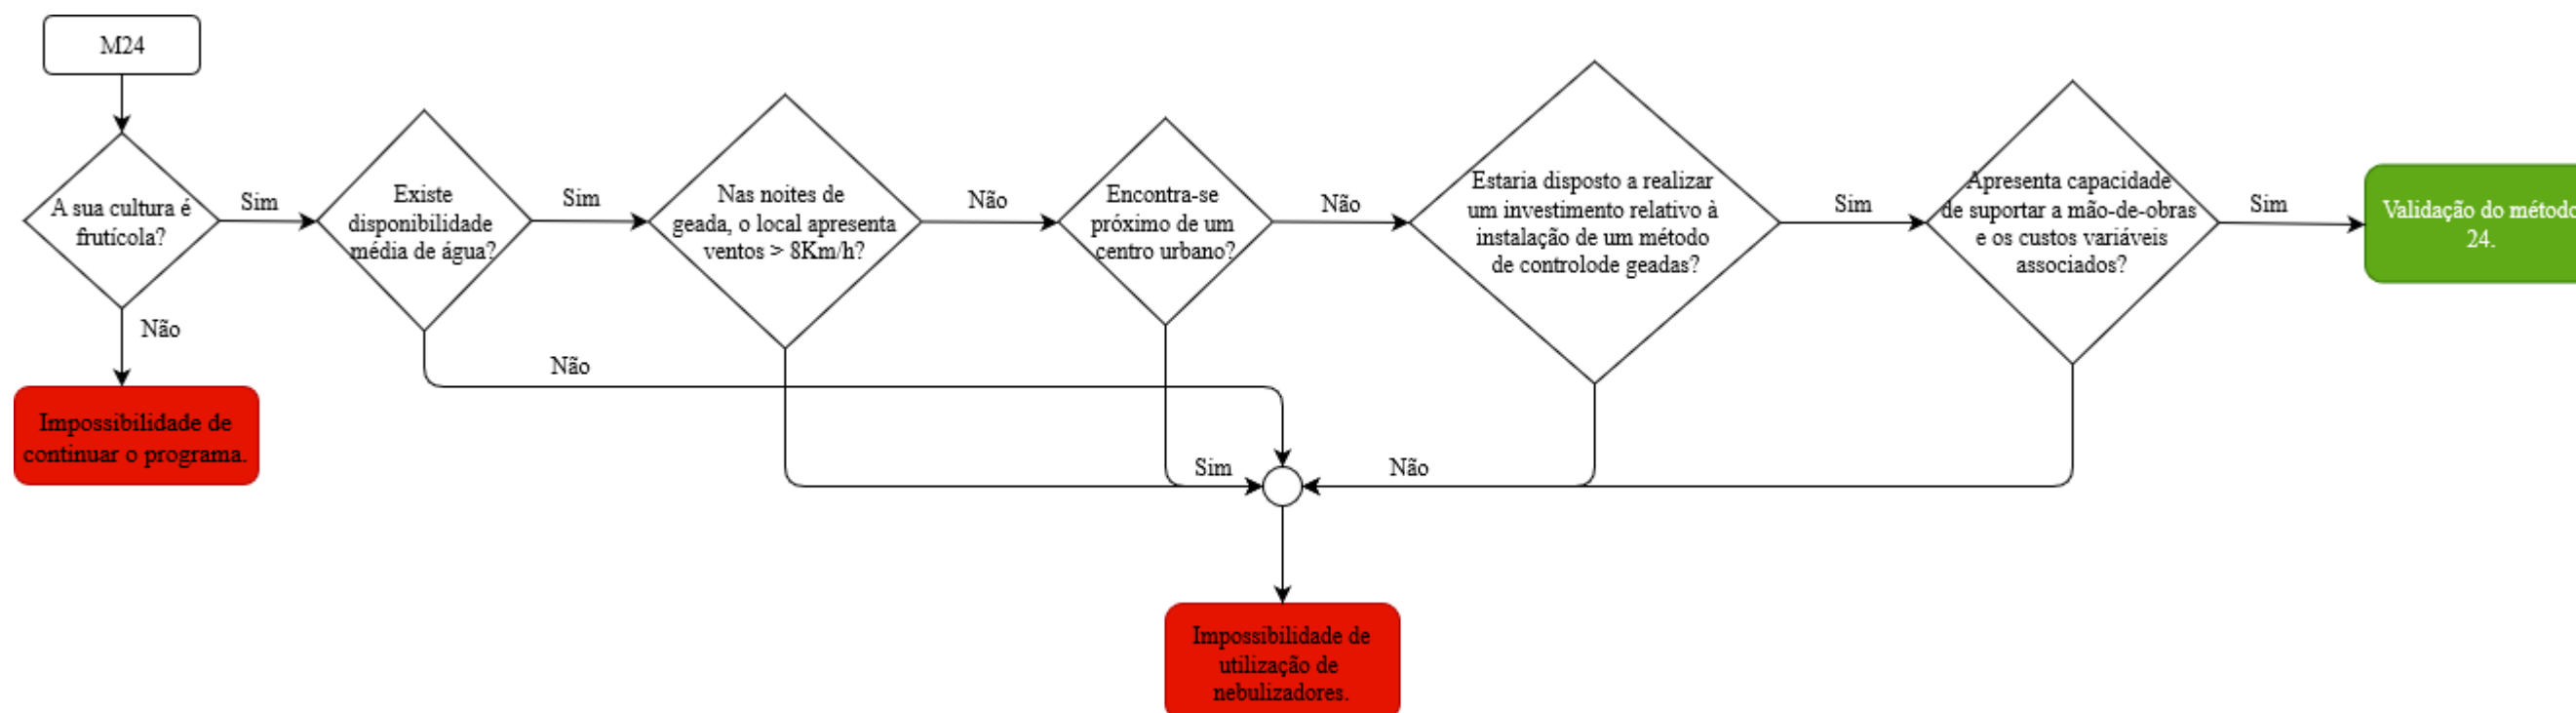 M24
A sua cultura é
frutícola?
Sim
Não
Impossibilidade de
continuar o programa.
Existe
disponibilidade
média de água?
Sim
Não
Nas noites de
geada, o local apresenta
ventos > 8Km/h?
Não
Encontra-se
próximo de um
centro urbano?
Não
Sim
Estaria disposto a realizar
um investimento relativo à
instalação de um método
de controlode geadas?
Sim
Não
Apresenta capacidade
de suportar a mão-de-obras
e os custos variáveis
associados?
Sim
Validação do método
24.
Impossibilidade de
utilização de
nebulizadores.